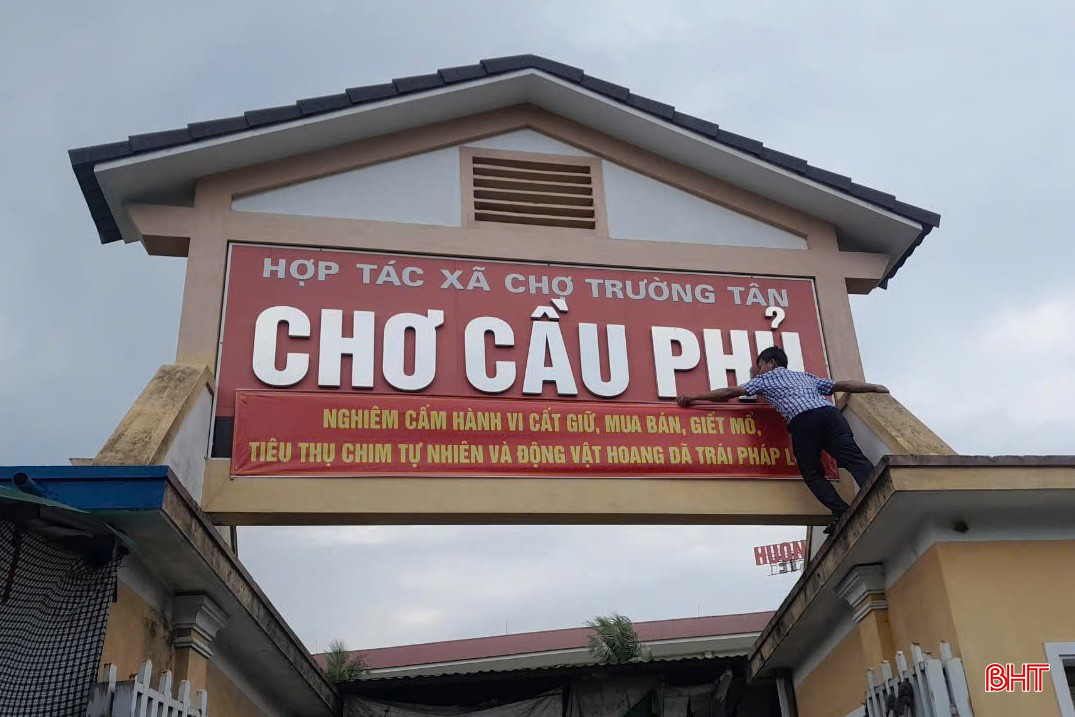 HỢP TÁC XÃ CHỢ TRƯỜNG TÂN
CHỢ CẦU PHỦ
NGHIÊM CẤM HÀNH VI CẤT GIỮ, MUA BÁN, GIẾT MỔ,
TIÊU THỤ CHIM TỰ NHIÊN VÀ ĐỘNG VẬT HOANG DÃ TRÁI PHÁP
BHT